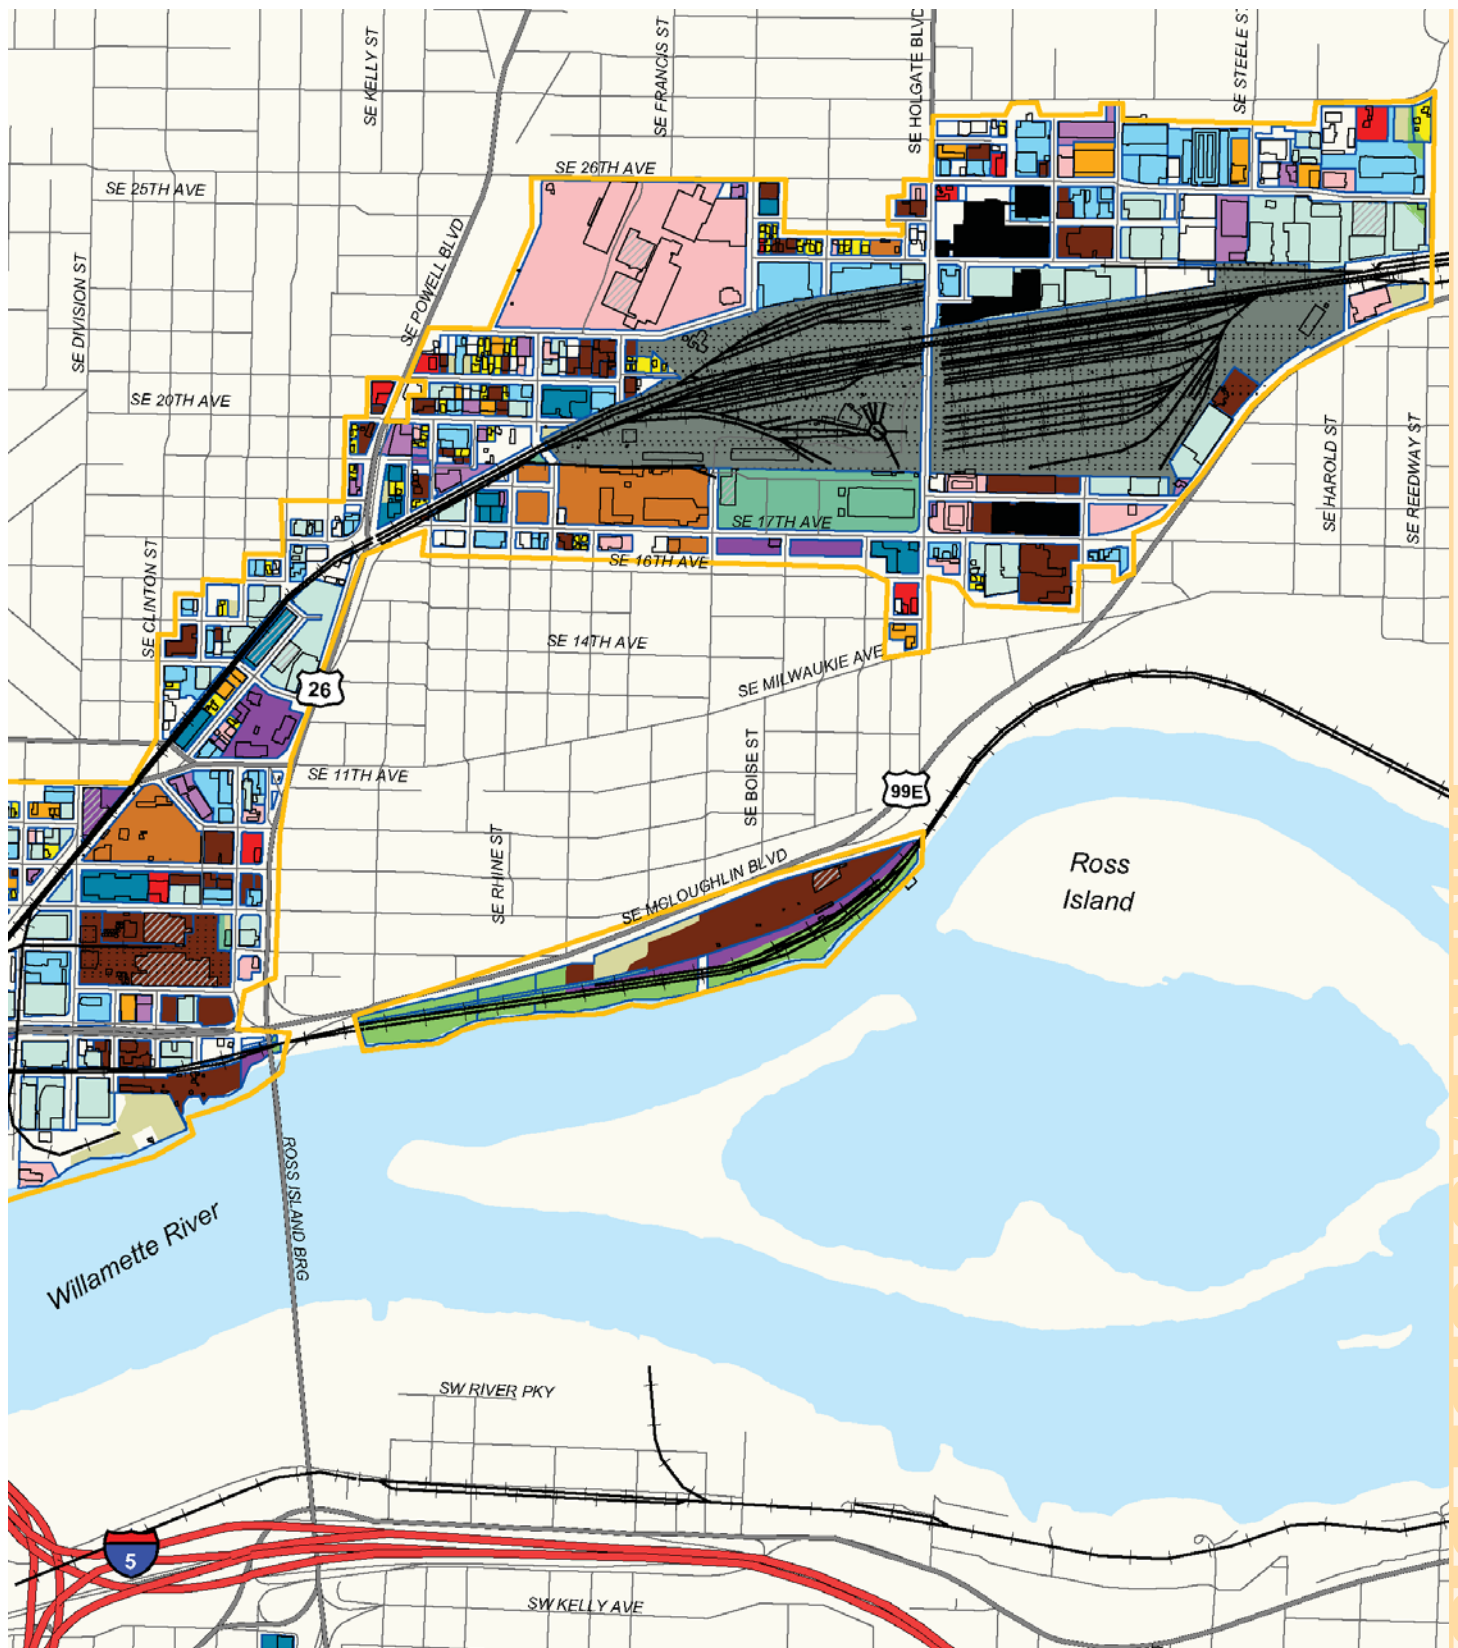 SE KELLY ST
SE FRANCIS ST
SE HOLGATE BLVD
SE STEELE ST
SE 26TH AVE
SE 25TH AVE
SE DIVISION ST
SE POWELL BLVD
SE 20TH AVE
SE HAROLD ST
SE REEDWAY ST
SE 17TH AVE
SE 16TH AVE
SE CLINTON ST
SE 14TH AVE
SE MILWAUKIE AVE
26
SE 11TH AVE
SE BOISE ST
99E
SE RHINE ST
SE MCLOUGHLIN BLVD
Ross
Island
ROSS ISLAND BRG
Willamette River
SW RIVER PKY
5
SW KELLY AVE